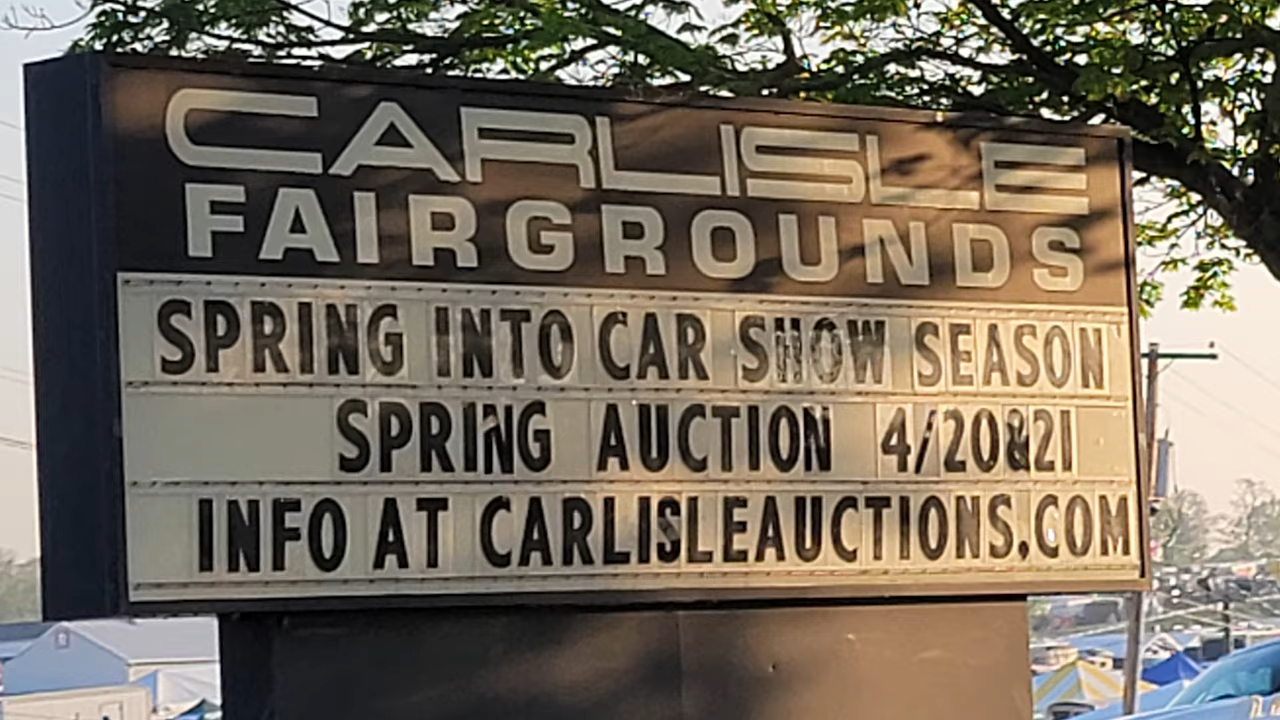 CARLISLE
FAIRGROUNDS
SPRING INTO CAR SHOW SEASON
SPRING AUCTION 4/20&21
INFO AT CARLISLEAUCTIONS.COM